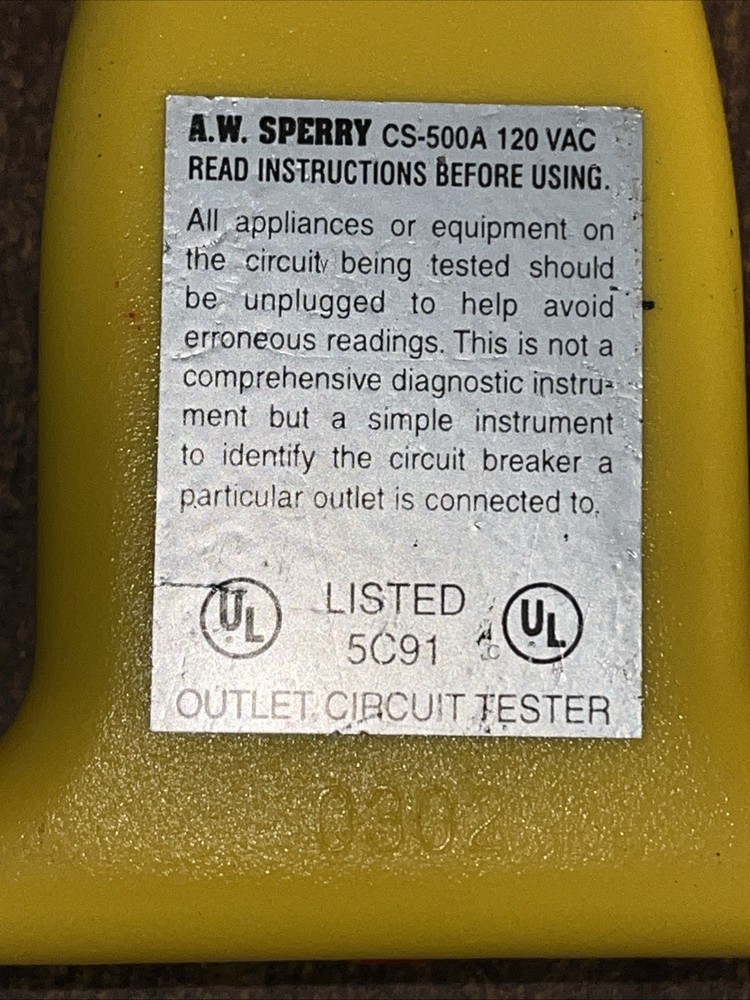 A.W. SPERRY CS-500A 120 VAC
READ INSTRUCTIONS BEFORE USING.
All appliances or equipment on
the circuit being tested should
be unplugged to help avoid
erroneous readings. This is not a
comprehensive diagnostic instru-
ment but a simple instrument
to identify the circuit breaker a
particular outlet is connected to.
UL LISTED UL
5C91
OUTLET CIRCUIT TESTER
0302